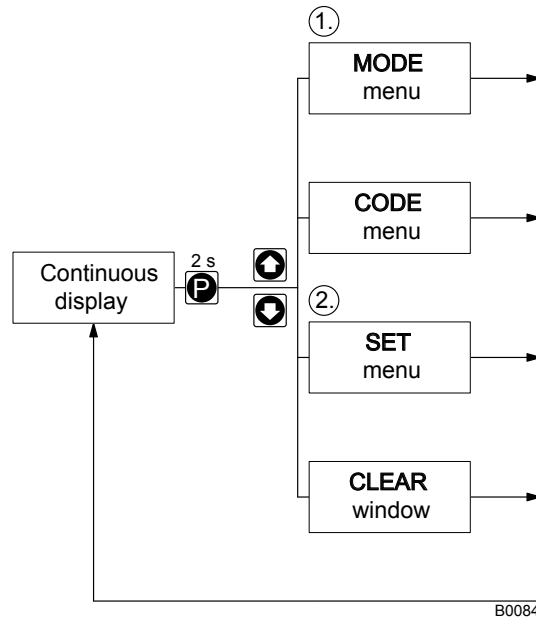 1.
MODE
menu
CODE
menu
2 s
P
Continuous
display
2.
SET
menu
CLEAR
window
B0084